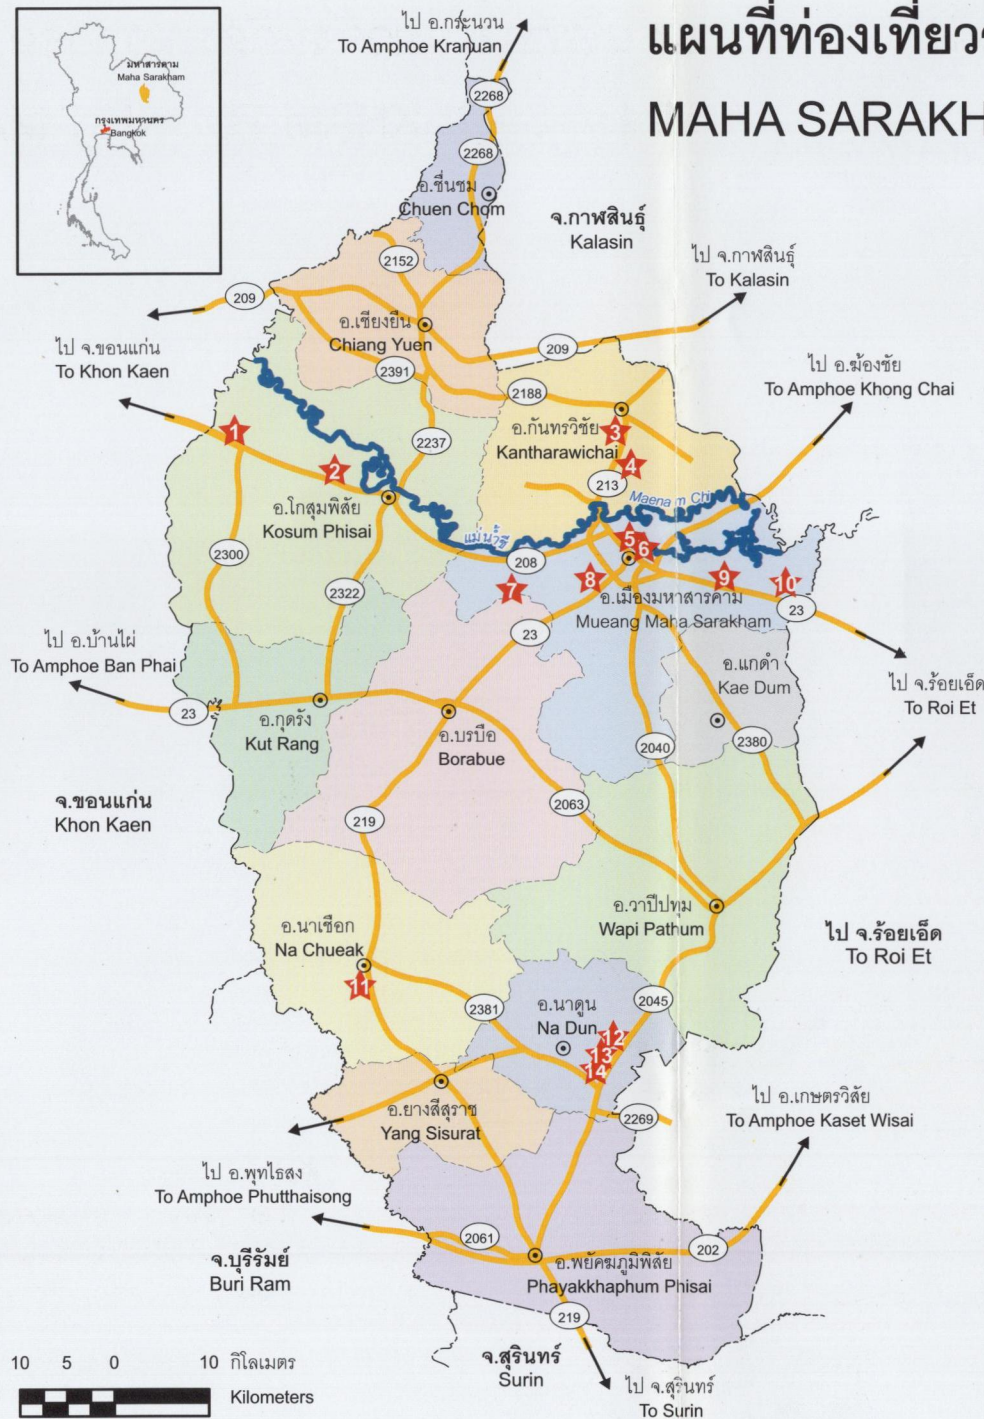 ไป อ.กระนวน
To Amphoe Kranuan
แผนที่ท่องเที่ยว
MAHA SARAKH
มหาสารคาม
Maha Sarakham
กรุงเทพมหานคร
Bangkok
2268
2268
อ.ชื่นชม
Chuen Chom
จ.กาฬสินธุ์
Kalasin
2152
ไป จ.กาฬสินธุ์
To Kalasin
209
อ.เชียงยืน
Chiang Yuen
209
ไป จ.ขอนแก่น
To Khon Kaen
2391
ไป อ.ฆ้องชัย
To Amphoe Khong Chai
2188
1
2
2237
อ.กันทรวิชัย
Kantharawichai
3
4
213
Maenam Chi
อ.โกสุมพิสัย
Kosum Phisai
แม่น้ำชี
2300
208
5
6
7
8
9
10
2322
อ.เมืองมหาสารคาม
Mueang Maha Sarakham
23
23
ไป อ.บ้านไผ่
To Amphoe Ban Phai
อ.แกดำ
Kae Dum
ไป จ.ร้อยเอ็ด
To Roi Et
23
อ.กุดรัง
Kut Rang
อ.บรบือ
Borabue
2040
2380
จ.ขอนแก่น
Khon Kaen
219
2063
อ.วาปีปทุม
Wapi Pathum
อ.นาเชือก
Na Chueak
ไป จ.ร้อยเอ็ด
To Roi Et
11
2381
อ.นาดูน
Na Dun
2045
12
13
14
อ.ยางสีสุราช
Yang Sisurat
2269
ไป อ.เกษตรวิสัย
To Amphoe Kaset Wisai
ไป อ.พุทไธสง
To Amphoe Phutthaisong
2061
202
จ.บุรีรัมย์
Buri Ram
อ.พยัคฆภูมิพิสัย
Phayakkhaphum Phisai
219
จ.สุรินทร์
Surin
ไป จ.สุรินทร์
To Surin
10 5 0 10 กิโลเมตร
Kilometers